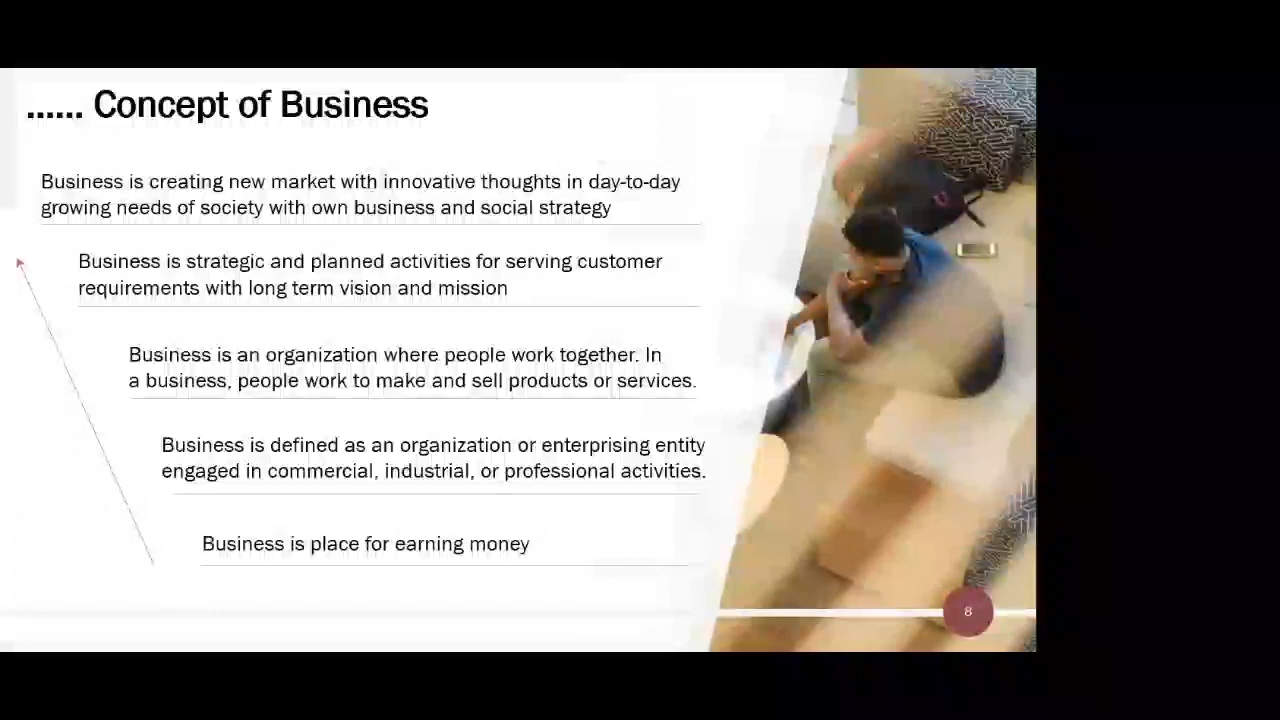 ...... Concept of Business
Business is creating new market with innovative thoughts in day-to-day
growing needs of society with own business and social strategy
Business is strategic and planned activities for serving customer
requirements with long term vision and mission
Business is an organization where people work together. In
a business, people work to make and sell products or services.
Business is defined as an organization or enterprising entity
engaged in commercial, industrial, or professional activities.
Business is place for earning money
8